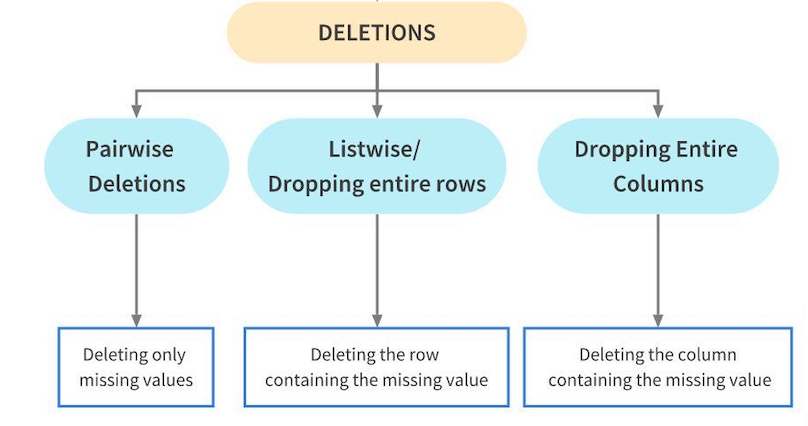 DELETIONS
Pairwise
Deletions
Listwise/
Dropping entire rows
Dropping Entire
Columns
Deleting only
missing values
Deleting the row
containing the missing value
Deleting the column
containing the missing value